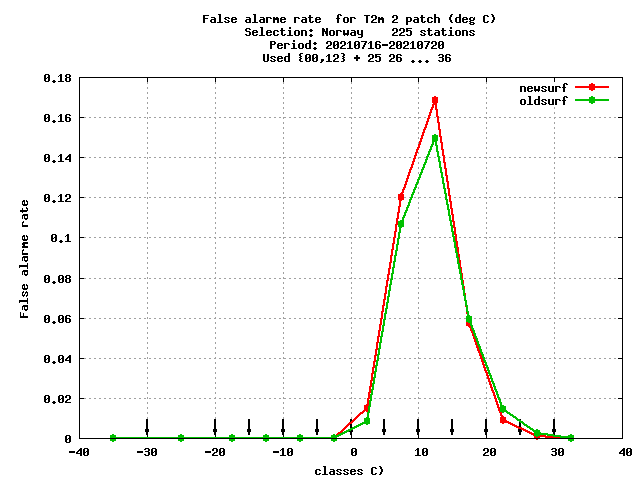 False alarme rate  for T2m 2 patch (deg C)
Selection: Norway    225 stations
Period: 20210716-20210720
Used {00,12} + 25 26 ... 36
newsurf
oldsurf
0.18
0.16
0.14
0.12
0.1
0.08
0.06
0.04
0.02
0
False alarme rate
-40 -30 -20 -10 0 10 20 30 40
classes C)